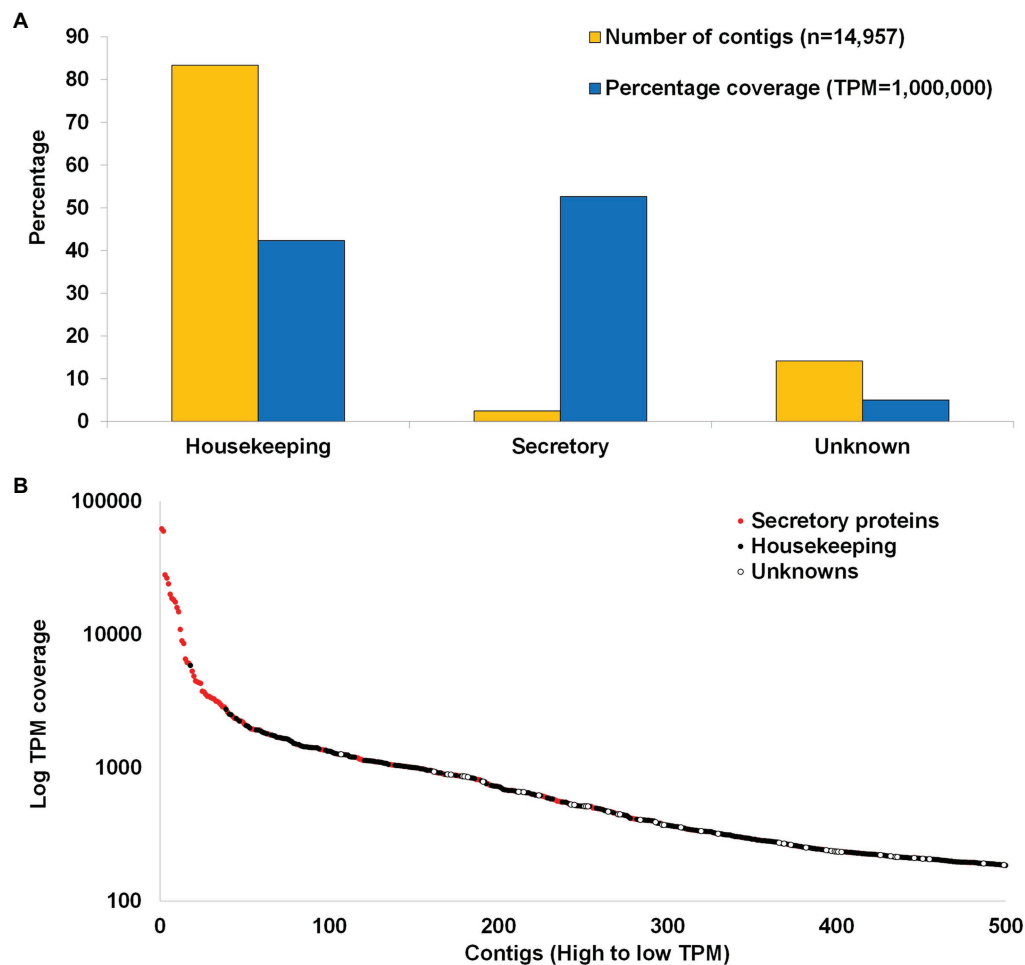 A
90
80
70
60
50
40
30
20
10
0
Percentage
Number of contigs (n=14,957)
Percentage coverage (TPM=1,000,000)
Housekeeping
Secretory
Unknown
B
100000
10000
1000
100
Log TPM coverage
Secretory proteins
Housekeeping
Unknowns
0
100
200
300
400
500
Contigs (High to low TPM)